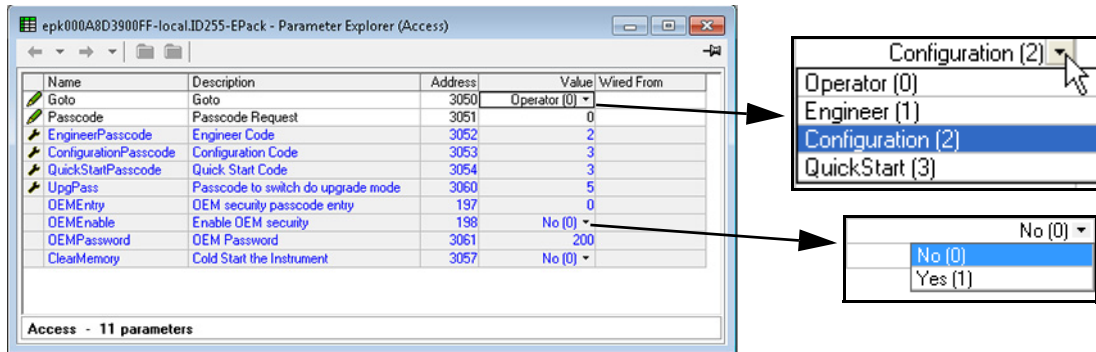 epk000A8D3900FF-local.ID255-EPack - Parameter Explorer (Access)
Name Description Address Value Wired From
Goto Goto 3050 Operator (0)
Passcode Passcode Request 3051 0
EngineerPasscode Engineer Code 3052 2
ConfigurationPasscode Configuration Code 3053 3
QuickStartPasscode Quick Start Code 3054 3
UpgPass Passcode to switch do upgrade mode 3060 5
OEMEntry OEM security passcode entry 197 0
OEMEnable Enable OEM security 198 No (0)
OEMPassword OEM Password 3061 200
ClearMemory Cold Start the Instrument 3057 No (0)
Access - 11 parameters
Configuration (2)
Operator (0)
Engineer (1)
Configuration (2)
QuickStart (3)
No (0)
No (0)
Yes (1)